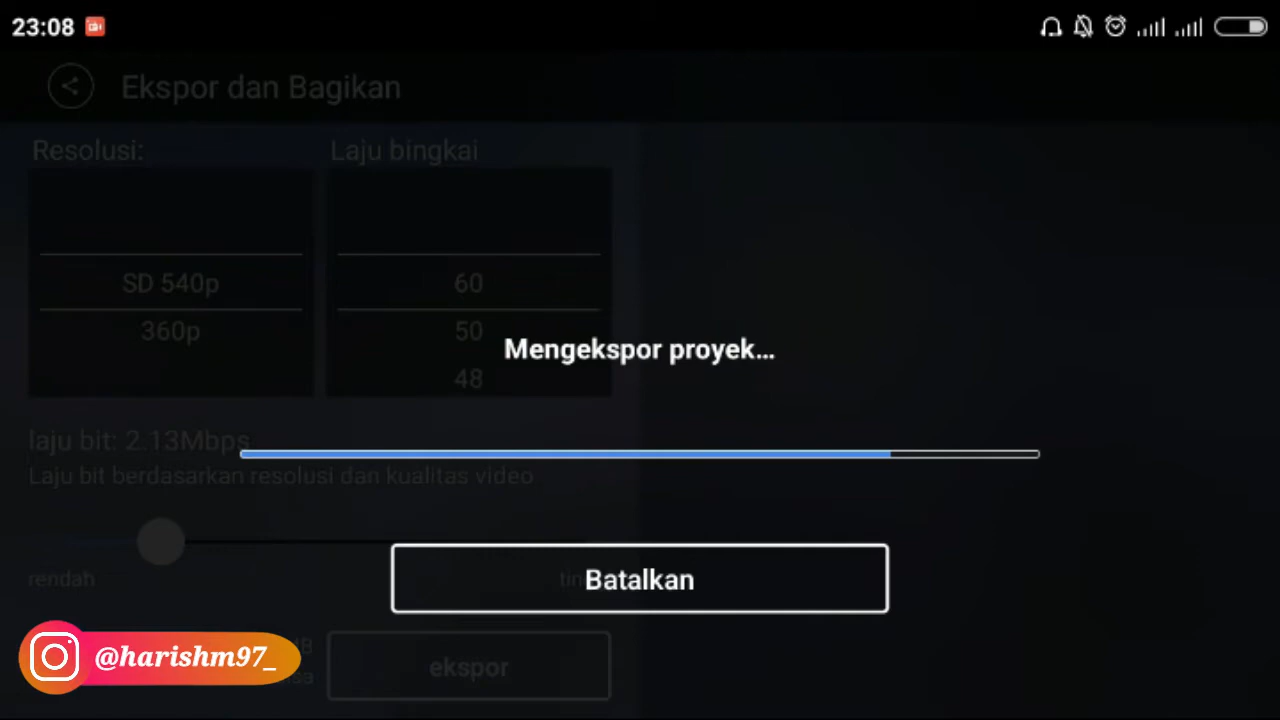 23:08
Ekspor dan Bagikan
Resolusi:
Laju bingkai
SD 540p
60
360p
50
48
Mengekspor proyek...
laju bit: 2.13Mbps
Laju bit berdasarkan resolusi dan kualitas video
rendah
Batalkan
ekspor
@harishm97_